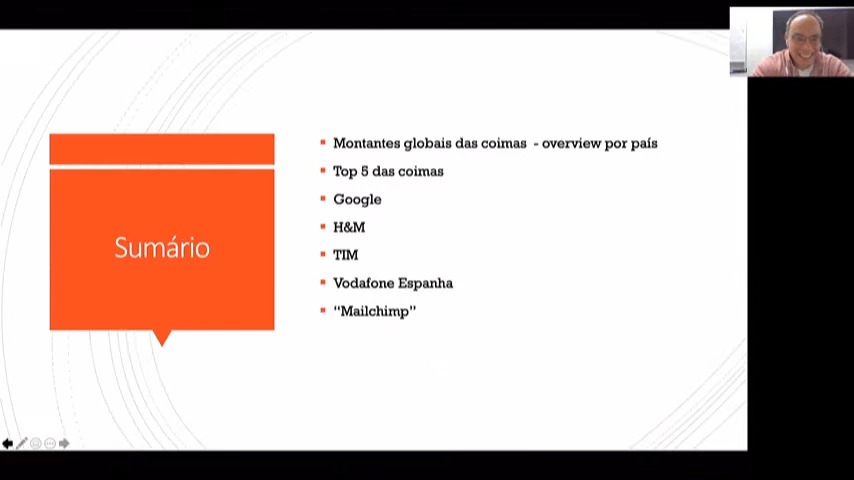 Sumário
Montantes globais das coimas - overview por país
Top 5 das coimas
Google
H&M
TIM
Vodafone Espanha
“Mailchimp”